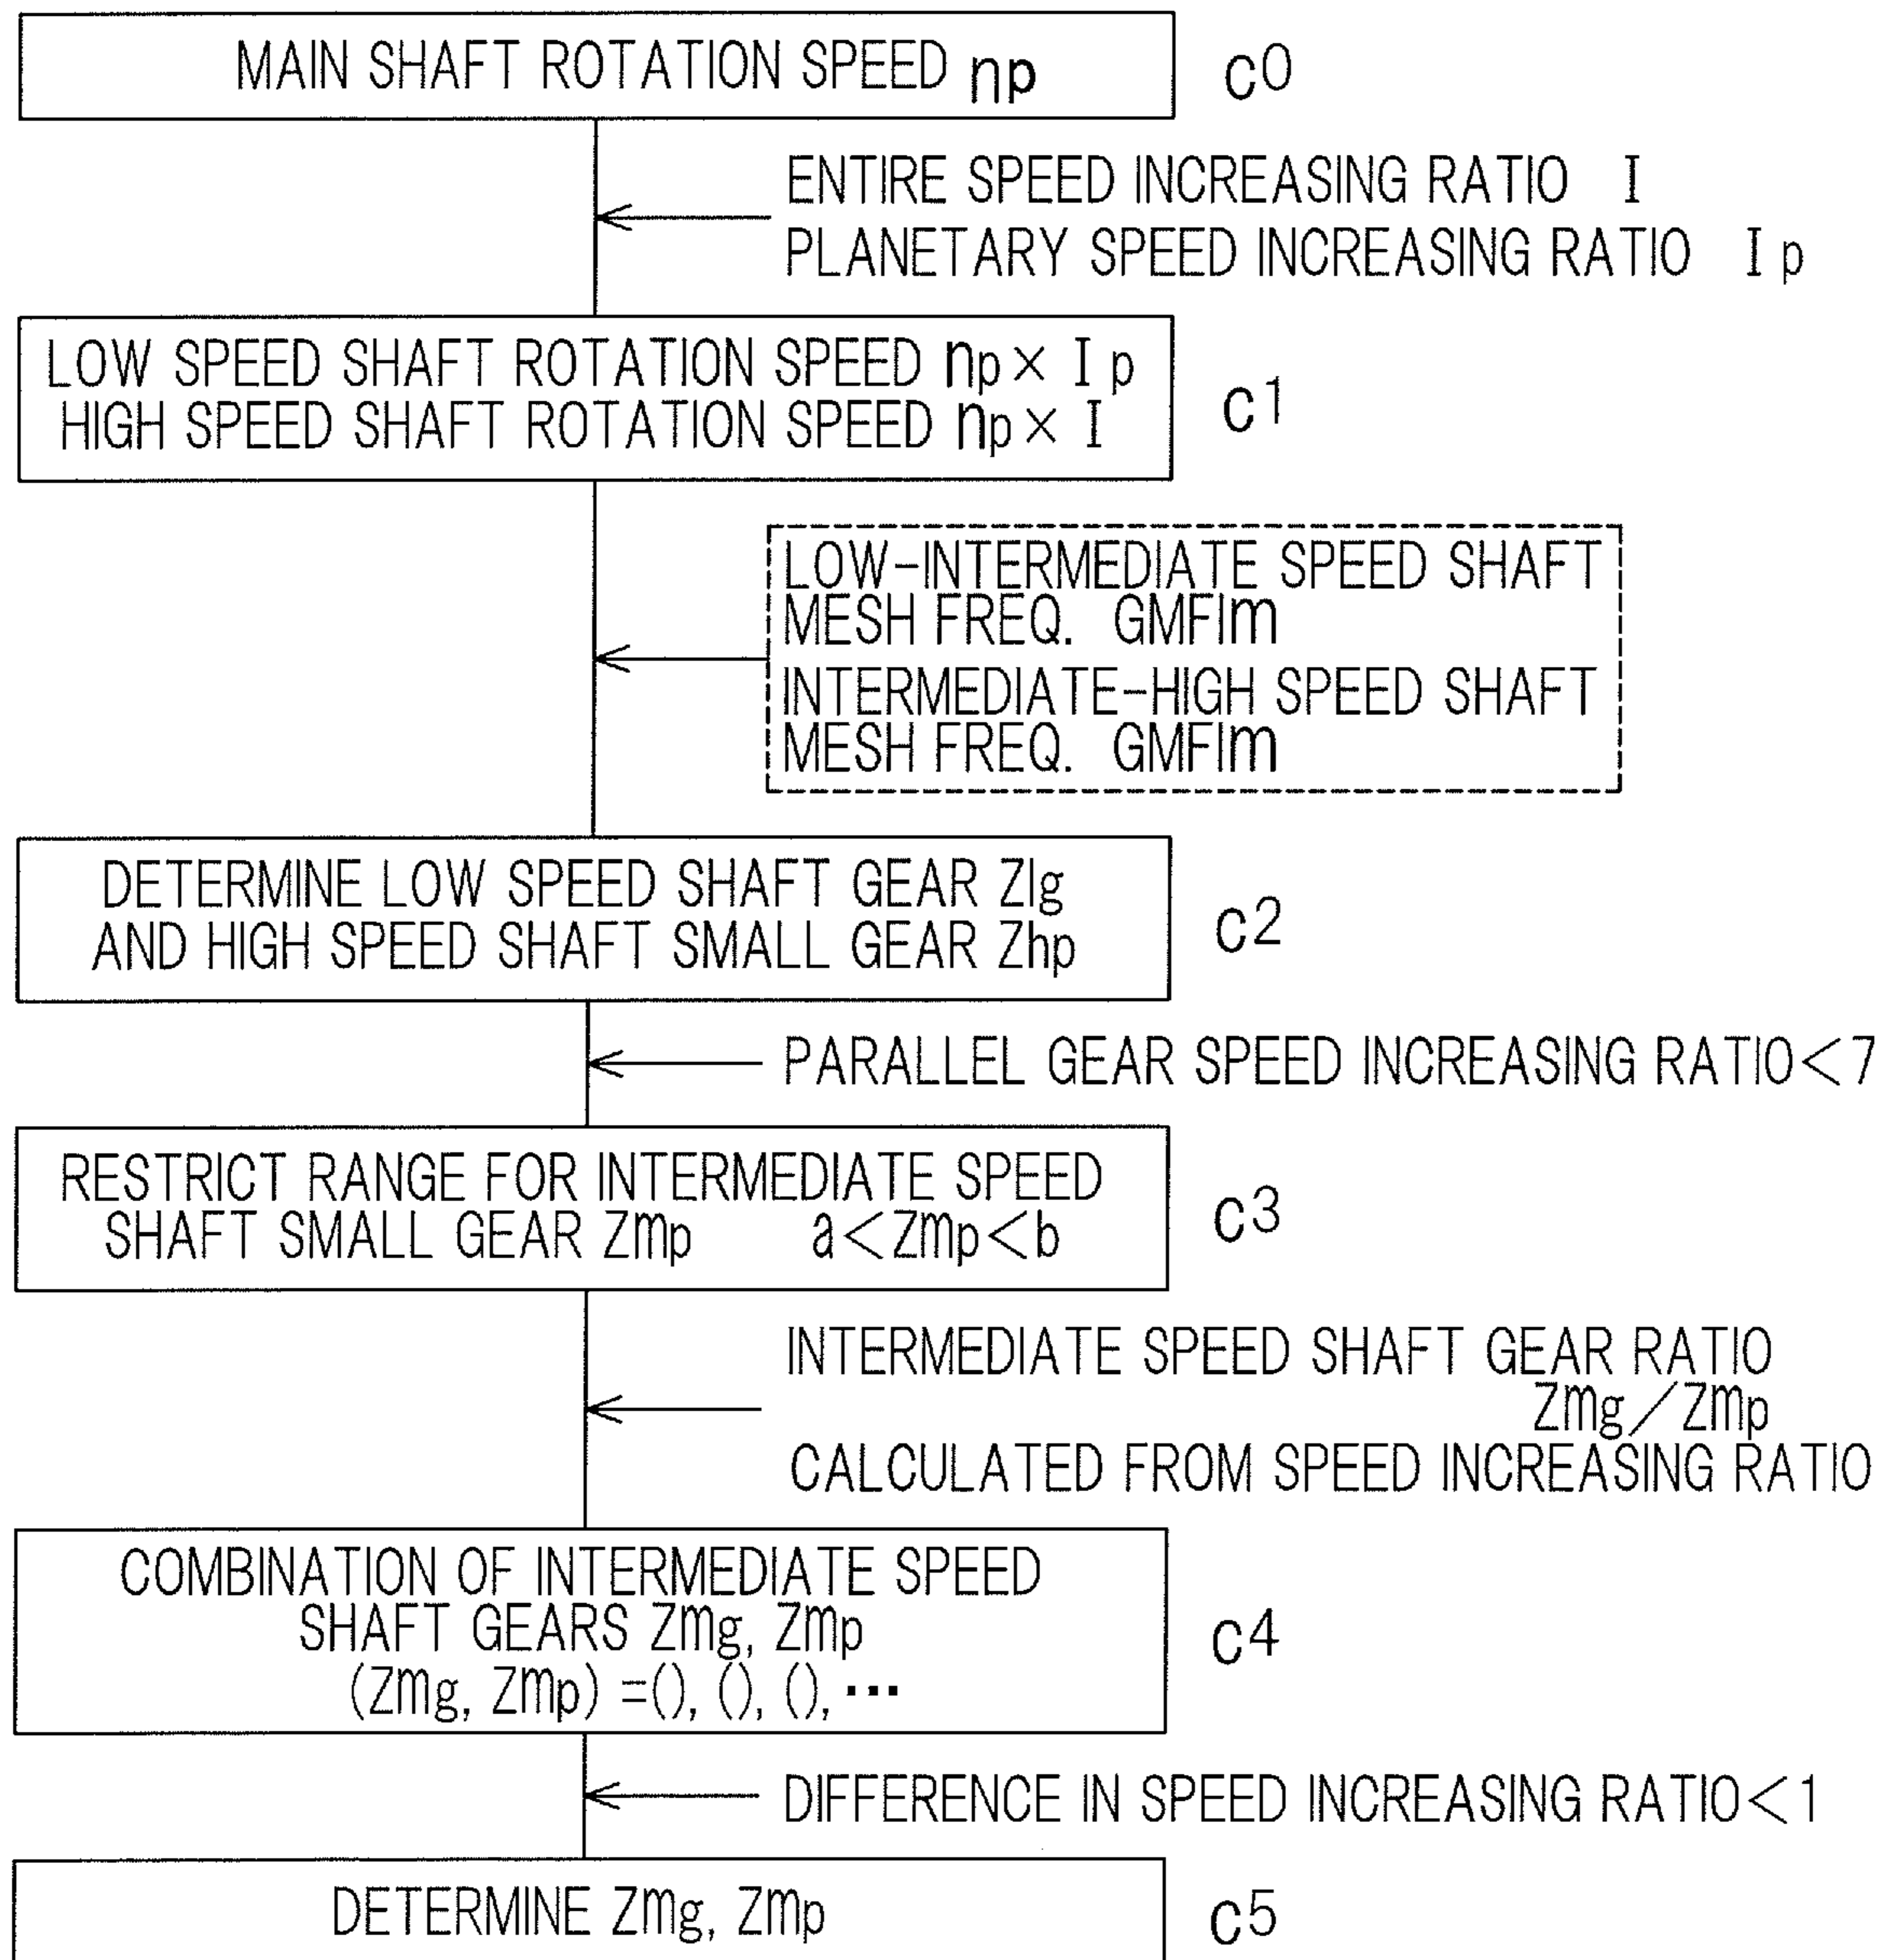 MAIN SHAFT ROTATION SPEED np
c0
ENTIRE SPEED INCREASING RATIO I
PLANETARY SPEED INCREASING RATIO Ip
LOW SPEED SHAFT ROTATION SPEED np× Ip
HIGH SPEED SHAFT ROTATION SPEED np× I
c1
LOW-INTERMEDIATE SPEED SHAFT
MESH FREQ. GMFlm
INTERMEDIATE-HIGH SPEED SHAFT
MESH FREQ. GMFlm
DETERMINE LOW SPEED SHAFT GEAR Zlg
AND HIGH SPEED SHAFT SMALL GEAR Zhp
c2
PARALLEL GEAR SPEED INCREASING RATIO<7
RESTRICT RANGE FOR INTERMEDIATE SPEED
SHAFT SMALL GEAR Zmp a<Zmp<b
c3
INTERMEDIATE SPEED SHAFT GEAR RATIO
Zmg/Zmp
CALCULATED FROM SPEED INCREASING RATIO
COMBINATION OF INTERMEDIATE SPEED
SHAFT GEARS Zmg, Zmp
(Zmg, Zmp) =(), (), (), ···
c4
DIFFERENCE IN SPEED INCREASING RATIO<1
DETERMINE Zmg, Zmp
c5